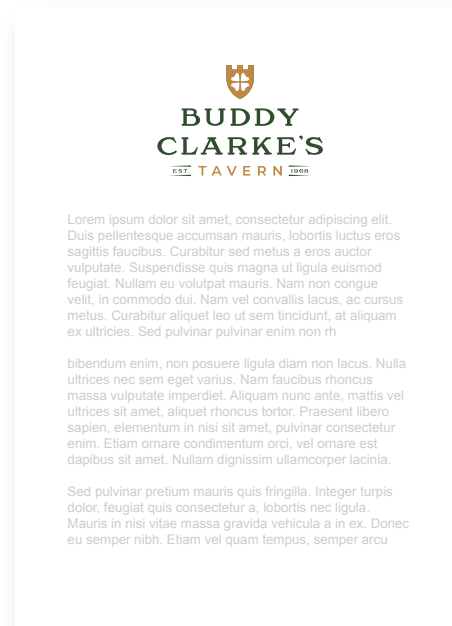 BUDDY
CLARKE'S
EST. TAVERN 1968
Lorem ipsum dolor sit amet, consectetur adipiscing elit.
Duis pellentesque accumsan mauris, lobortis luctus eros
sagittis faucibus. Curabitur sed metus a eros auctor
vulputate. Suspendisse quis magna ut ligula euismod
feugiat. Nullam eu volutpat mauris. Nam non congue
velit, in commodo dui. Nam vel convallis lacus, ac cursus
metus. Curabitur aliquet leo ut sem tincidunt, at aliquam
ex ultricies. Sed pulvinar pulvinar enim non rh
bibendum enim, non posuere ligula diam non lacus. Nulla
ultrices nec sem eget varius. Nam faucibus rhoncus
massa vulputate imperdiet. Aliquam nunc ante, mattis vel
ultrices sit amet, aliquet rhoncus tortor. Praesent libero
sapien, elementum in nisi sit amet, pulvinar consectetur
enim. Etiam ornare condimentum orci, vel ornare est
dapibus sit amet. Nullam dignissim ullamcorper lacinia.
Sed pulvinar pretium mauris quis fringilla. Integer turpis
dolor, feugiat quis consectetur a, lobortis nec ligula.
Mauris in nisi vitae massa gravida vehicula a in ex. Donec
eu semper nibh. Etiam vel quam tempus, semper arcu